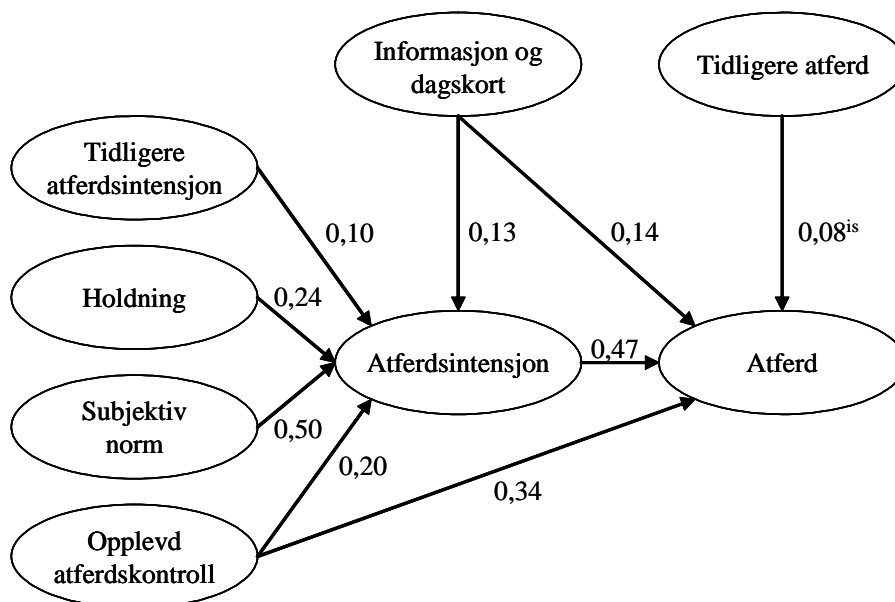 Informasjon og
dagskort
Tidligere atferd
Tidligere
atferdsintensjon
0,10
0,13
0,14
0,08is
Holdning
0,24
Atferdsintensjon
0,47
Atferd
Subjektiv
norm
0,50
0,20
0,34
Opplevd
atferdskontroll